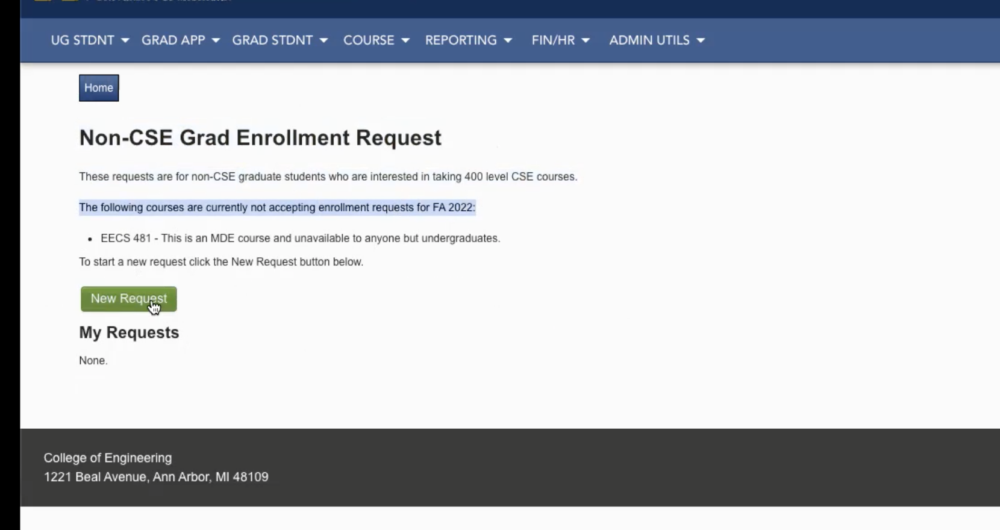 UG STDNT GRAD APP GRAD STDNT COURSE REPORTING FIN/HR ADMIN UTILS
Home
Non-CSE Grad Enrollment Request
These requests are for non-CSE graduate students who are interested in taking 400 level CSE courses.
The following courses are currently not accepting enrollment requests for FA 2022:
• EECS 481 - This is an MDE course and unavailable to anyone but undergraduates.
To start a new request click the New Request button below.
New Request
My Requests
None.
College of Engineering
1221 Beal Avenue, Ann Arbor, MI 48109